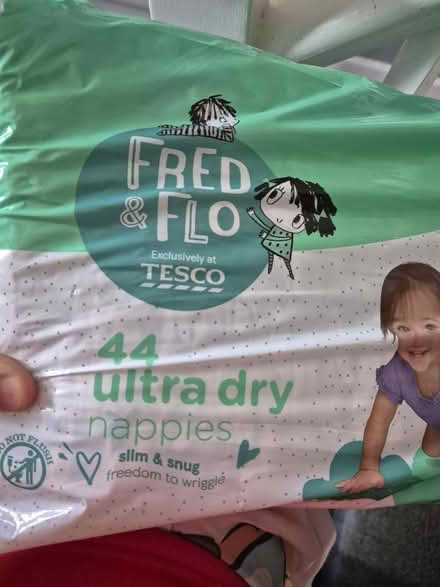 FRED
& FLO
Exclusively at
TESCO
44
ultra dry
nappies
slim & snug
freedom to wriggle
DO NOT FLUSH